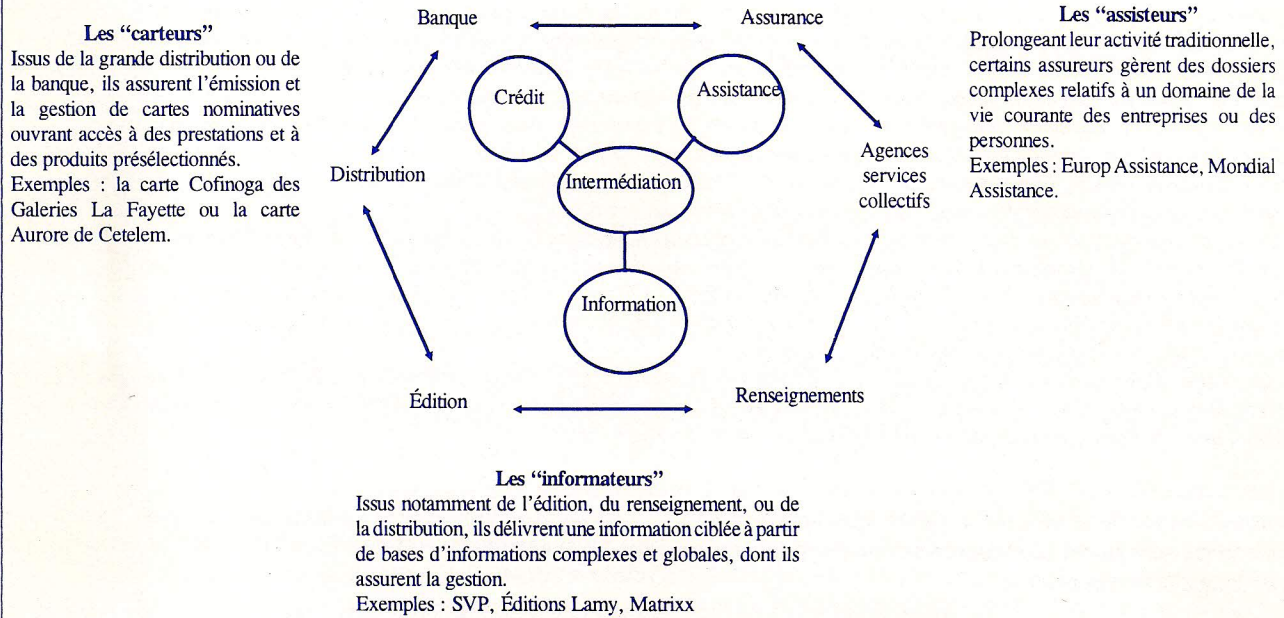 Les “carteurs”
Issus de la grande distribution ou de
la banque, ils assurent l’émission et
la gestion de cartes nominatives
ouvrant accès à des prestations et à
des produits présélectionnés.
Exemples : la carte Cofinoga des
Galeries La Fayette ou la carte
Aurore de Cetelem.
Banque
Assurance
Crédit
Assistance
Distribution
Intermédiation
Agences
services
collectifs
Information
Édition
Renseignements
Les “assisteurs”
Prolongeant leur activité traditionnelle,
certains assureurs gèrent des dossiers
complexes relatifs à un domaine de la
vie courante des entreprises ou des
personnes.
Exemples : Europ Assistance, Mondial
Assistance.
Les “informateurs”
Issus notamment de l’édition, du renseignement, ou de
la distribution, ils délivrent une information ciblée à partir
de bases d’informations complexes et globales, dont ils
assurent la gestion.
Exemples : SVP, Éditions Lamy, Matrixx